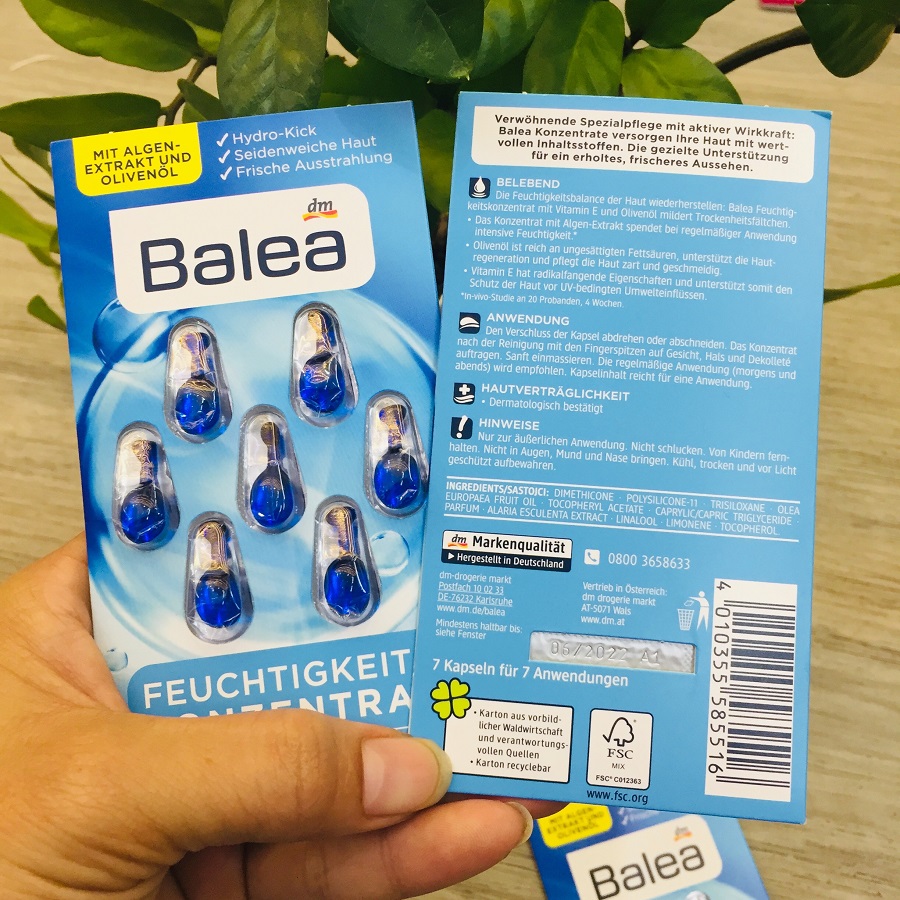 MIT ALGEN-
EXTRAKT UND
OLIVENÖL
Hydro-Kick
Seidenweiche Haut
Frische Ausstrahlung
dm
Balea
FEUCHTIGKEIT
ONZENTRA
Verwöhnende Spezialpflege mit aktiver Wirkkraft:
Balea Konzentrate versorgen Ihre Haut mit wert-
vollen Inhaltsstoffen. Die gezielte Unterstützung
für ein erholtes, frischeres Aussehen.
BELEBEND
Die Feuchtigkeitsbalance der Haut wiederherstellen: Balea Feuchtig-
keitskonzentrat mit Vitamin E und Olivenöl mildert Trockenheitsfältchen.
• Das Konzentrat mit Algen-Extrakt spendet bei regelmäßiger Anwendung
intensive Feuchtigkeit.*
• Olivenöl ist reich an ungesättigten Fettsäuren, unterstützt die Haut-
regeneration und pflegt die Haut zart und geschmeidig.
• Vitamin E hat radikalfangende Eigenschaften und unterstützt somit den
Schutz der Haut vor UV-bedingten Umwelteinflüssen.
*In-vivo-Studie an 20 Probanden, 4 Wochen.
ANWENDUNG
Den Verschluss der Kapsel abdrehen oder abschneiden. Das Konzentrat
nach der Reinigung mit den Fingerspitzen auf Gesicht, Hals und Dekolleté
auftragen. Sanft einmassieren. Die regelmäßige Anwendung (morgens und
abends) wird empfohlen. Kapselinhalt reicht für eine Anwendung.
HAUTVERTRÄGLICHKEIT
• Dermatologisch bestätigt
HINWEISE
Nur zur äußerlichen Anwendung. Nicht schlucken. Von Kindern fern-
halten. Nicht in Augen, Mund und Nase bringen. Kühl, trocken und vor Licht
geschützt aufbewahren.
INGREDIENTS/SASTOJCI: DIMETHICONE · POLYSILICONE-11 · TRISILOXANE · OLEA
EUROPAEA FRUIT OIL · TOCOPHERYL ACETATE · CAPRYLIC/CAPRIC TRIGLYCERIDE
PARFUM · ALARIA ESCULENTA EXTRACT · LINALOOL · LIMONENE · TOCOPHEROL.
dm Markenqualität
Hergestellt in Deutschland
0800 3658633
dm-drogerie markt
Postfach 10 02 33
DE-76232 Karlsruhe
www.dm.de/balea
Vertrieb in Österreich:
dm drogerie markt
AT-5071 Wals
www.dm.at
Mindestens haltbar bis:
siehe Fenster
05/2022 A1
7 Kapseln für 7 Anwendungen
• Karton aus vorbild-
licher Waldwirtschaft
und verantwortungs-
vollen Quellen
• Karton recyclebar
FSC
MIX
FSC® C012363
www.fsc.org
4 010355 585516
MIT ALGEN-
EXTRAKT UND
OLIVENÖL
dm
Balea